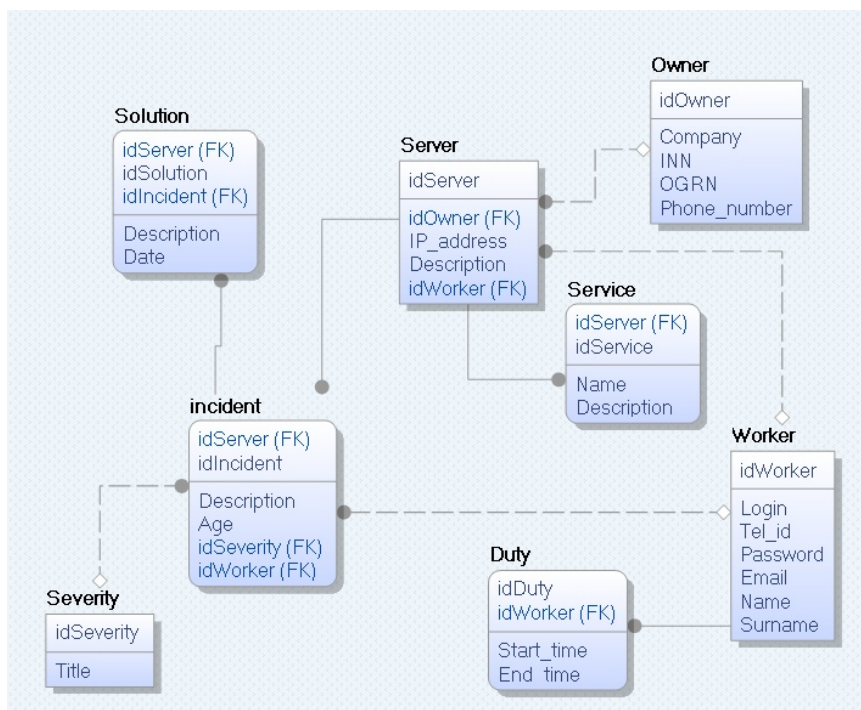 Owner
idOwner
Company
INN
OGRN
Phone_number
Solution
idServer (FK)
idSolution
idIncident (FK)
Description
Date
Server
idServer
idOwner (FK)
IP_address
Description
idWorker (FK)
Service
idServer (FK)
idService
Name
Description
incident
idServer (FK)
idIncident
Description
Age
idSeverity (FK)
idWorker (FK)
Worker
idWorker
Login
Tel_id
Password
Email
Name
Surname
Duty
idDuty
idWorker (FK)
Start_time
End_time
Severity
idSeverity
Title